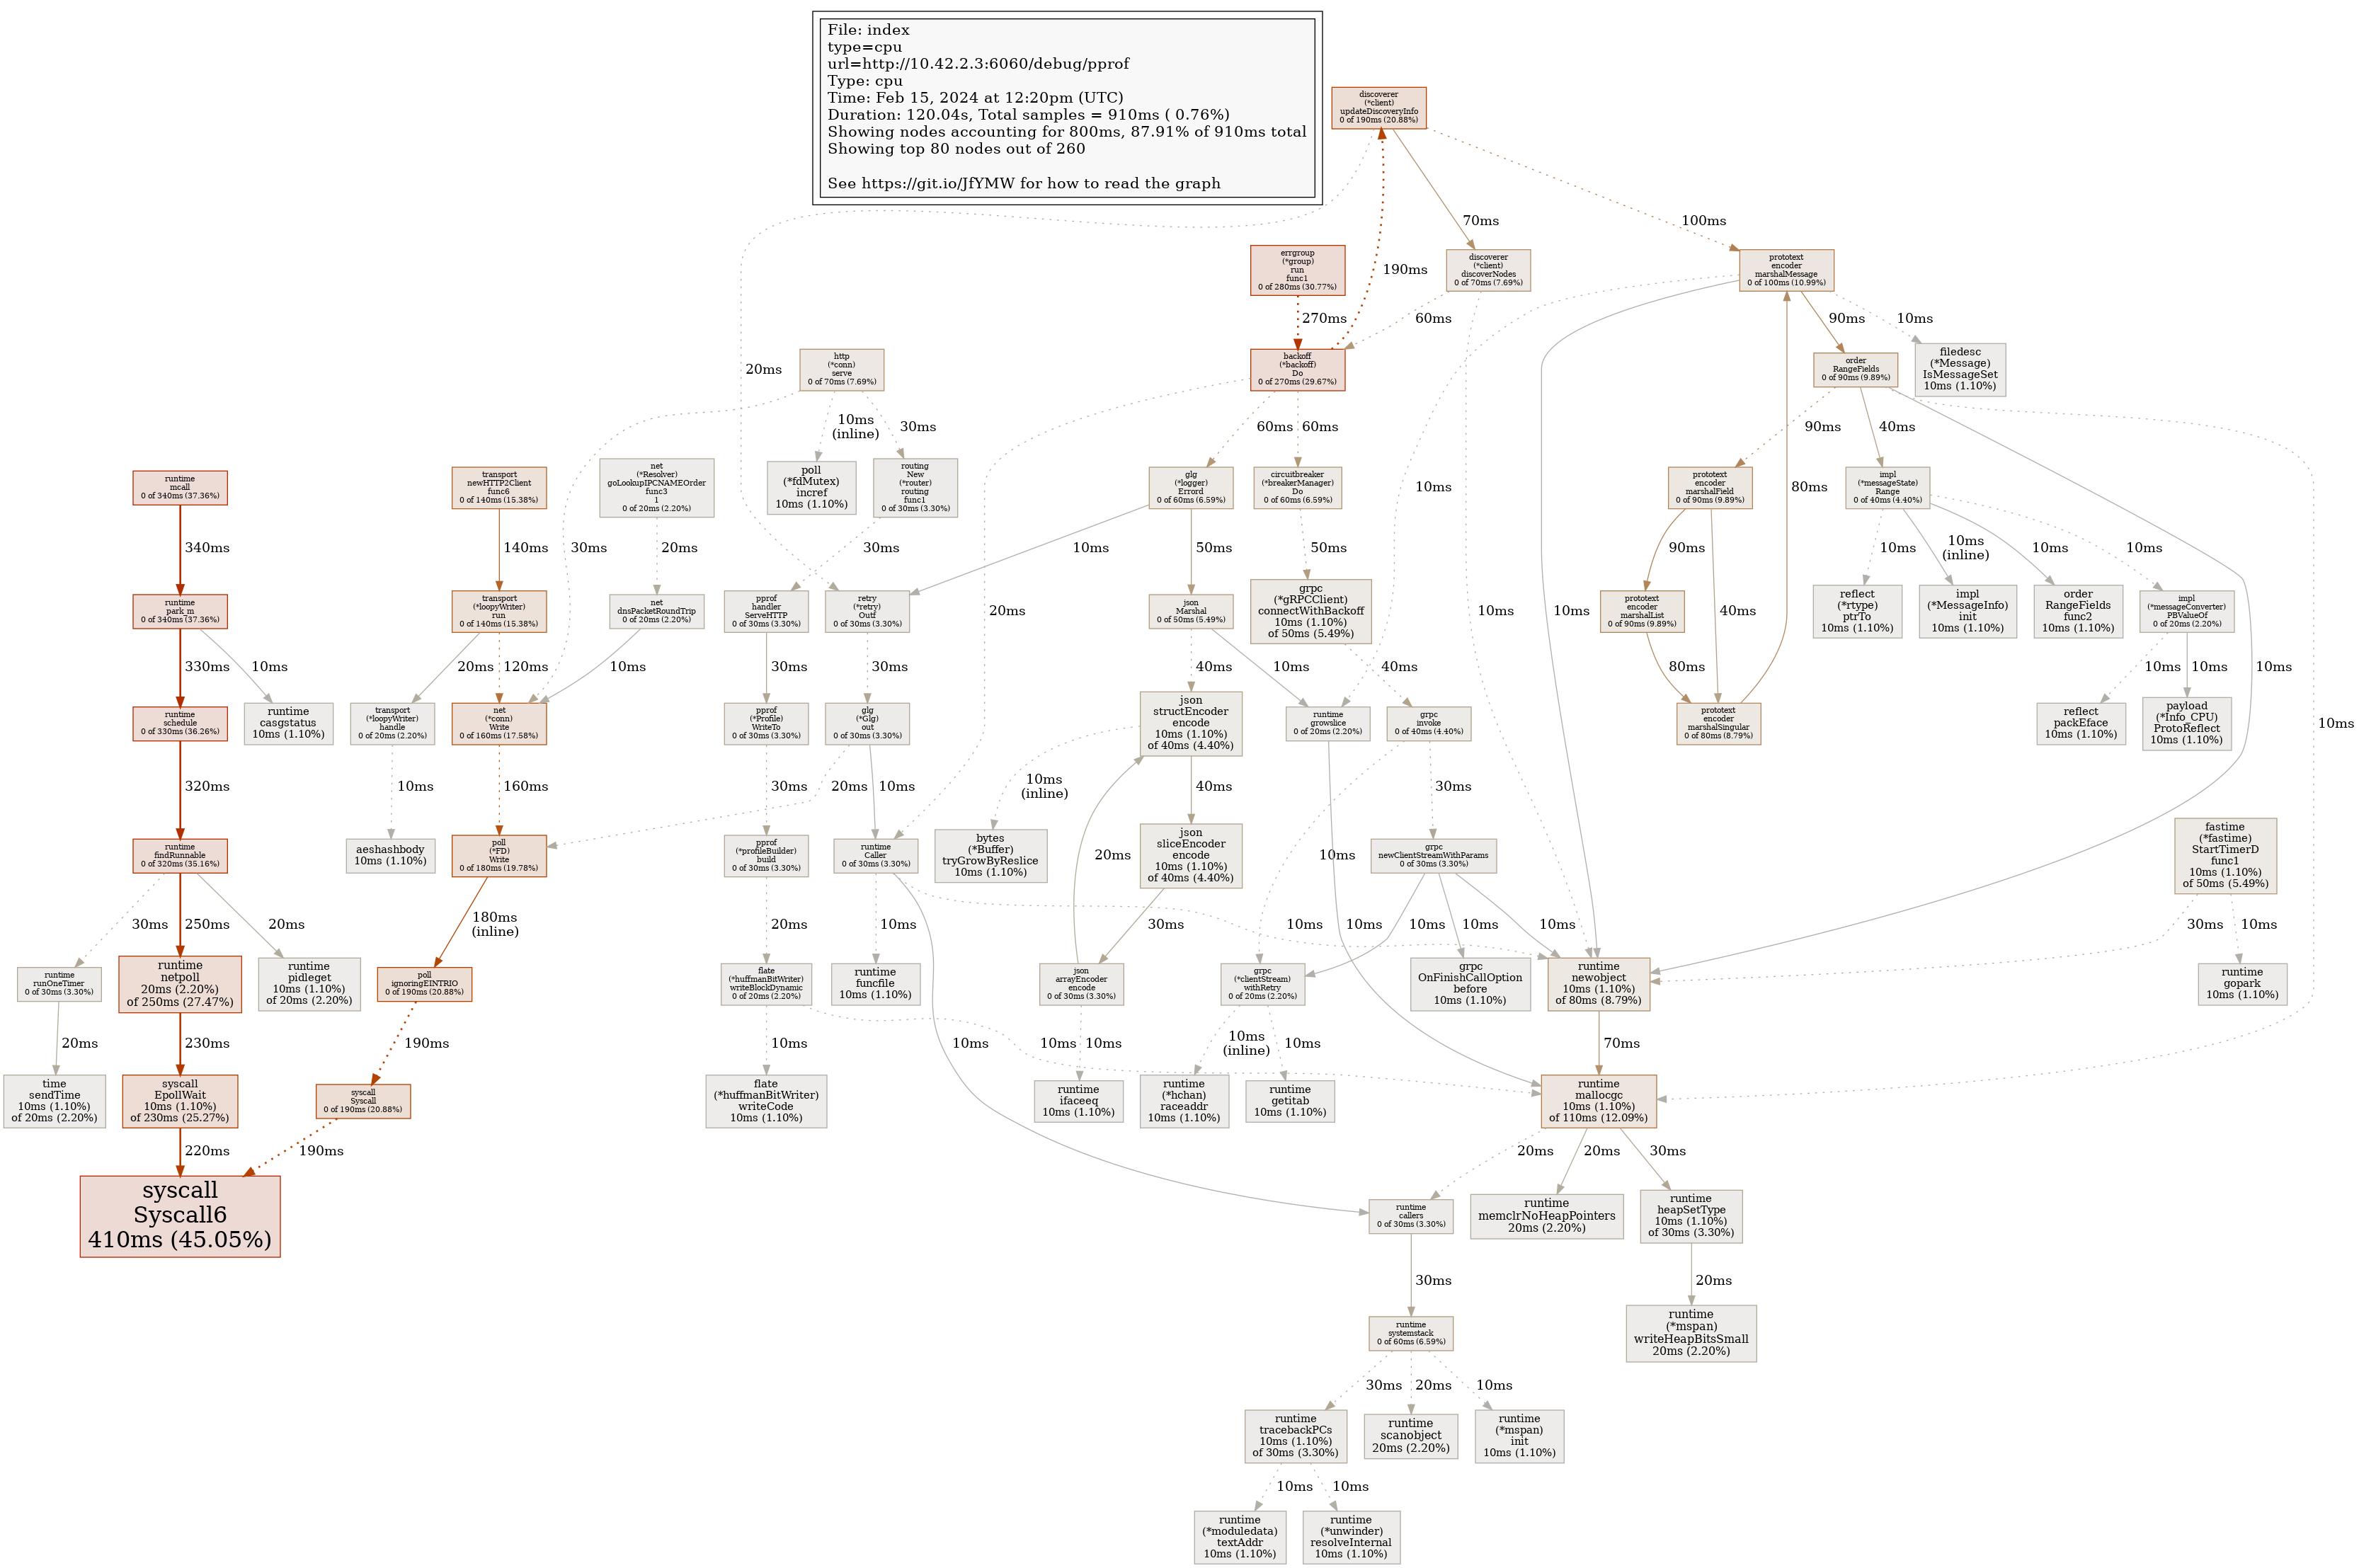 File: index
type=cpu
url=http://10.42.2.3:6060/debug/pprof
Type: cpu
Time: Feb 15, 2024 at 12:20pm (UTC)
Duration: 120.04s, Total samples = 910ms ( 0.76%)
Showing nodes accounting for 800ms, 87.91% of 910ms total
Showing top 80 nodes out of 260
See https://git.io/JfYMW for how to read the graph
discoverer
(*client)
updateDiscoveryInfo
0 of 190ms (20.88%)
70ms
100ms
errgroup
(*group)
run
func1
0 of 280ms (30.77%)
190ms
discoverer
(*client)
discoverNodes
0 of 70ms (7.69%)
prototext
encoder
marshalMessage
0 of 100ms (10.99%)
270ms
60ms
90ms
10ms
http
(*conn)
serve
0 of 70ms (7.69%)
20ms
backoff
(*backoff)
Do
0 of 270ms (29.67%)
order
RangeFields
0 of 90ms (9.89%)
filedesc
(*Message)
IsMessageSet
10ms (1.10%)
10ms
(inline)
30ms
60ms
60ms
90ms
40ms
runtime
mcall
0 of 340ms (37.36%)
transport
newHTTP2Client
func6
0 of 140ms (15.38%)
net
(*Resolver)
goLookupIPCNAMEOrder
func3
1
0 of 20ms (2.20%)
poll
(*fdMutex)
incref
10ms (1.10%)
routing
New
(*router)
routing
func1
0 of 30ms (3.30%)
glg
(*logger)
Errord
0 of 60ms (6.59%)
circuitbreaker
(*breakerManager)
Do
0 of 60ms (6.59%)
10ms
prototext
encoder
marshalField
0 of 90ms (9.89%)
80ms
impl
(*messageState)
Range
0 of 40ms (4.40%)
340ms
140ms
30ms
20ms
30ms
10ms
50ms
50ms
90ms
10ms
10ms
(inline)
10ms
10ms
runtime
park_m
0 of 340ms (37.36%)
transport
(*loopyWriter)
run
0 of 140ms (15.38%)
net
dnsPacketRoundTrip
0 of 20ms (2.20%)
pprof
handler
ServeHTTP
0 of 30ms (3.30%)
retry
(*retry)
Outf
0 of 30ms (3.30%)
20ms
json
Marshal
0 of 50ms (5.49%)
grpc
(*gRPCClient)
connectWithBackoff
10ms (1.10%)
of 50ms (5.49%)
10ms
10ms
prototext
encoder
marshalList
0 of 90ms (9.89%)
40ms
reflect
(*rtype)
ptrTo
10ms (1.10%)
impl
(*MessageInfo)
init
10ms (1.10%)
order
RangeFields
func2
10ms (1.10%)
impl
(*messageConverter)
PBValueOf
0 of 20ms (2.20%)
330ms
10ms
20ms
120ms
10ms
30ms
30ms
40ms
10ms
40ms
80ms
10ms
10ms
10ms
runtime
schedule
0 of 330ms (36.26%)
runtime
casgstatus
10ms (1.10%)
transport
(*loopyWriter)
handle
0 of 20ms (2.20%)
net
(*conn)
Write
0 of 160ms (17.58%)
pprof
(*Profile)
WriteTo
0 of 30ms (3.30%)
glg
(*Glg)
out
0 of 30ms (3.30%)
json
structEncoder
encode
10ms (1.10%)
of 40ms (4.40%)
runtime
growslice
0 of 20ms (2.20%)
grpc
invoke
0 of 40ms (4.40%)
prototext
encoder
marshalSingular
0 of 80ms (8.79%)
reflect
packEface
10ms (1.10%)
payload
(*Info_CPU)
ProtoReflect
10ms (1.10%)
10ms
320ms
10ms
160ms
30ms
20ms
10ms
10ms
(inline)
40ms
30ms
runtime
findRunnable
0 of 320ms (35.16%)
aeshashbody
10ms (1.10%)
poll
(*FD)
Write
0 of 180ms (19.78%)
pprof
(*profileBuilder)
build
0 of 30ms (3.30%)
runtime
Caller
0 of 30ms (3.30%)
bytes
(*Buffer)
tryGrowByReslice
10ms (1.10%)
20ms
json
sliceEncoder
encode
10ms (1.10%)
of 40ms (4.40%)
10ms
grpc
newClientStreamWithParams
0 of 30ms (3.30%)
fastime
(*fastime)
StartTimerD
func1
10ms (1.10%)
of 50ms (5.49%)
30ms
250ms
20ms
180ms
(inline)
20ms
10ms
30ms
10ms
10ms
10ms
10ms
10ms
30ms
10ms
runtime
runOneTimer
0 of 30ms (3.30%)
runtime
netpoll
20ms (2.20%)
of 250ms (27.47%)
runtime
pidleget
10ms (1.10%)
of 20ms (2.20%)
poll
ignoringEINTRIO
0 of 190ms (20.88%)
flate
(*huffmanBitWriter)
writeBlockDynamic
0 of 20ms (2.20%)
runtime
funcfile
10ms (1.10%)
json
arrayEncoder
encode
0 of 30ms (3.30%)
grpc
(*clientStream)
withRetry
0 of 20ms (2.20%)
grpc
OnFinishCallOption
before
10ms (1.10%)
runtime
newobject
10ms (1.10%)
of 80ms (8.79%)
runtime
gopark
10ms (1.10%)
20ms
230ms
190ms
10ms
10ms
10ms
10ms
10ms
(inline)
10ms
70ms
time
sendTime
10ms (1.10%)
of 20ms (2.20%)
syscall
EpollWait
10ms (1.10%)
of 230ms (25.27%)
syscall
Syscall
0 of 190ms (20.88%)
flate
(*huffmanBitWriter)
writeCode
10ms (1.10%)
runtime
ifaceeq
10ms (1.10%)
runtime
(*hchan)
raceaddr
10ms (1.10%)
runtime
getitab
10ms (1.10%)
runtime
mallocgc
10ms (1.10%)
of 110ms (12.09%)
220ms
190ms
20ms
20ms
30ms
syscall
Syscall6
410ms (45.05%)
runtime
callers
0 of 30ms (3.30%)
runtime
memclrNoHeapPointers
20ms (2.20%)
runtime
heapSetType
10ms (1.10%)
of 30ms (3.30%)
30ms
20ms
runtime
systemstack
0 of 60ms (6.59%)
runtime
(*mspan)
writeHeapBitsSmall
20ms (2.20%)
30ms
20ms
10ms
runtime
tracebackPCs
10ms (1.10%)
of 30ms (3.30%)
runtime
scanobject
20ms (2.20%)
runtime
(*mspan)
init
10ms (1.10%)
10ms
10ms
runtime
(*moduledata)
textAddr
10ms (1.10%)
runtime
(*unwinder)
resolveInternal
10ms (1.10%)